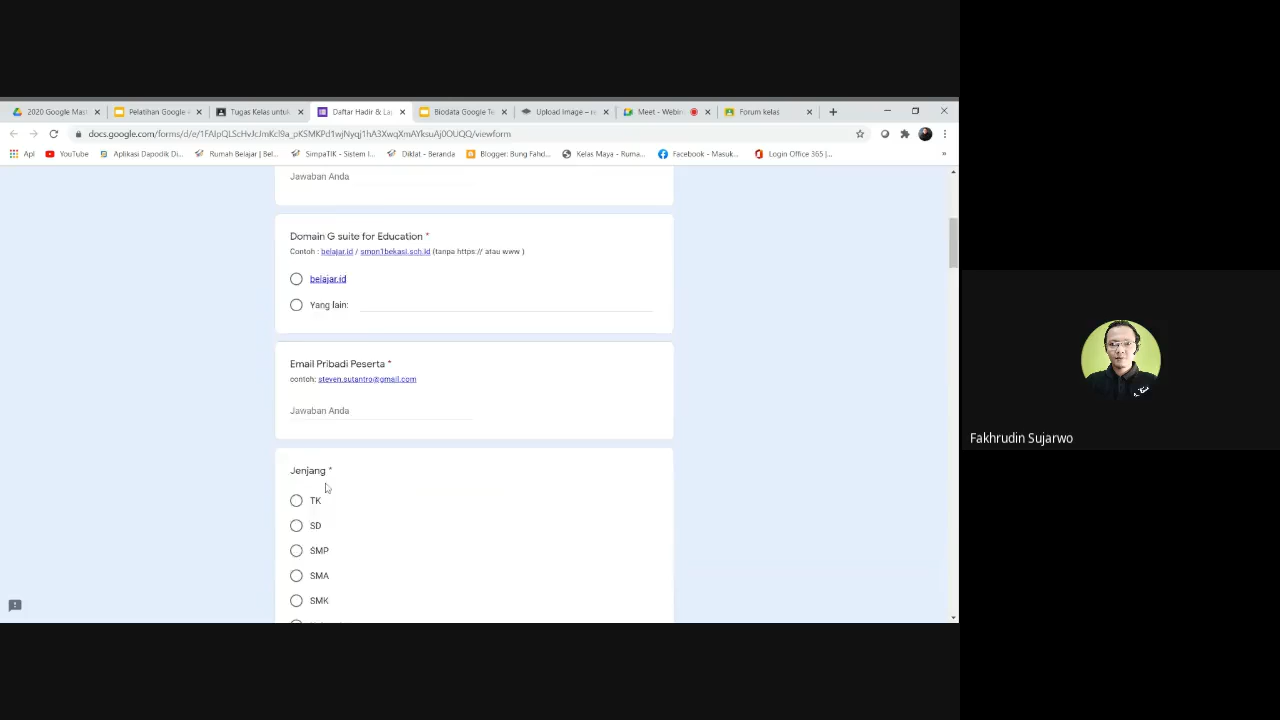 2020 Google Mast
Pelatihan Google
Tugas Kelas untuk
Daftar Hadir & La
Biodata Google Te
Upload Image – re
Meet - Webin
Forum kelas
docs.google.com/forms/d/e/1FAIpQLScHvJcJmKcl9a_pKSMKPd1wjNyqj1hA3XwqXmAYksuAj0OUQQ/viewform
Apl
YouTube
Aplikasi Dapodik Di...
Rumah Belajar | Bel...
SimpaTIK - Sistem I...
Diklat - Beranda
Blogger: Bung Fahd...
Kelas Maya - Ruma...
Facebook - Masuk...
Login Office 365 |...
»
Jawaban Anda
Domain G suite for Education *
Contoh : belajar.id / smpn1bekasi.sch.id (tanpa https:// atau www )
belajar.id
Yang lain:
Email Pribadi Peserta *
contoh: steven.sutantro@gmail.com
Jawaban Anda
Jenjang *
TK
SD
SMP
SMA
SMK
Fakhrudin Sujarwo